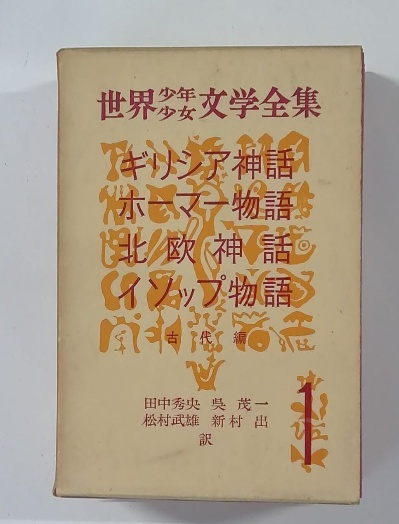 世界少年少女文学全集
ギリシア神話
ホーマー物語
北欧神話
イソップ物語
古代編
1
田中秀央 呉茂一
松村武雄 新村出
訳